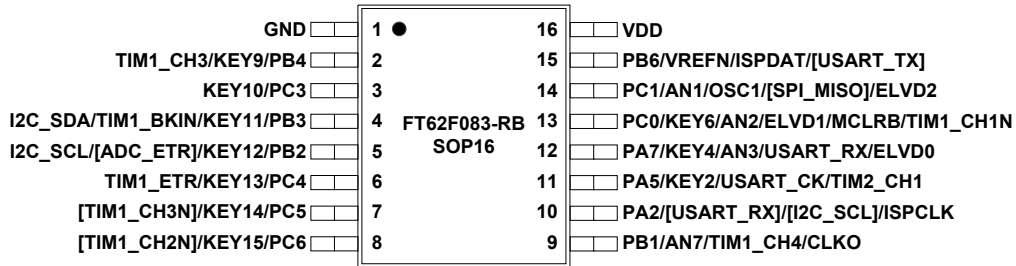 GND 1 16 VDD
TIM1_CH3/KEY9/PB4 2 15 PB6/VREFN/ISPDAT/[USART_TX]
KEY10/PC3 3 14 PC1/AN1/OSC1/[SPI_MISO]/ELVD2
I2C_SDA/TIM1_BKIN/KEY11/PB3 4 FT62F083-RB 13 PC0/KEY6/AN2/ELVD1/MCLRB/TIM1_CH1N
I2C_SCL/[ADC_ETR]/KEY12/PB2 5 SOP16 12 PA7/KEY4/AN3/USART_RX/ELVD0
TIM1_ETR/KEY13/PC4 6 11 PA5/KEY2/USART_CK/TIM2_CH1
[TIM1_CH3N]/KEY14/PC5 7 10 PA2/[USART_RX]/[I2C_SCL]/ISPCLK
[TIM1_CH2N]/KEY15/PC6 8 9 PB1/AN7/TIM1_CH4/CLKO